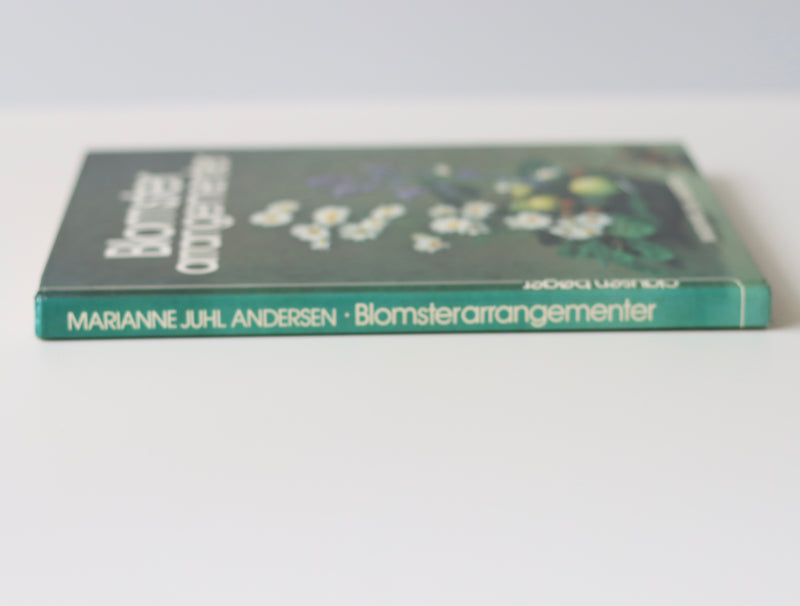 Blomster
arrangementer
clausen bøger
MARIANNE JUHL ANDERSEN · Blomsterarrangementer